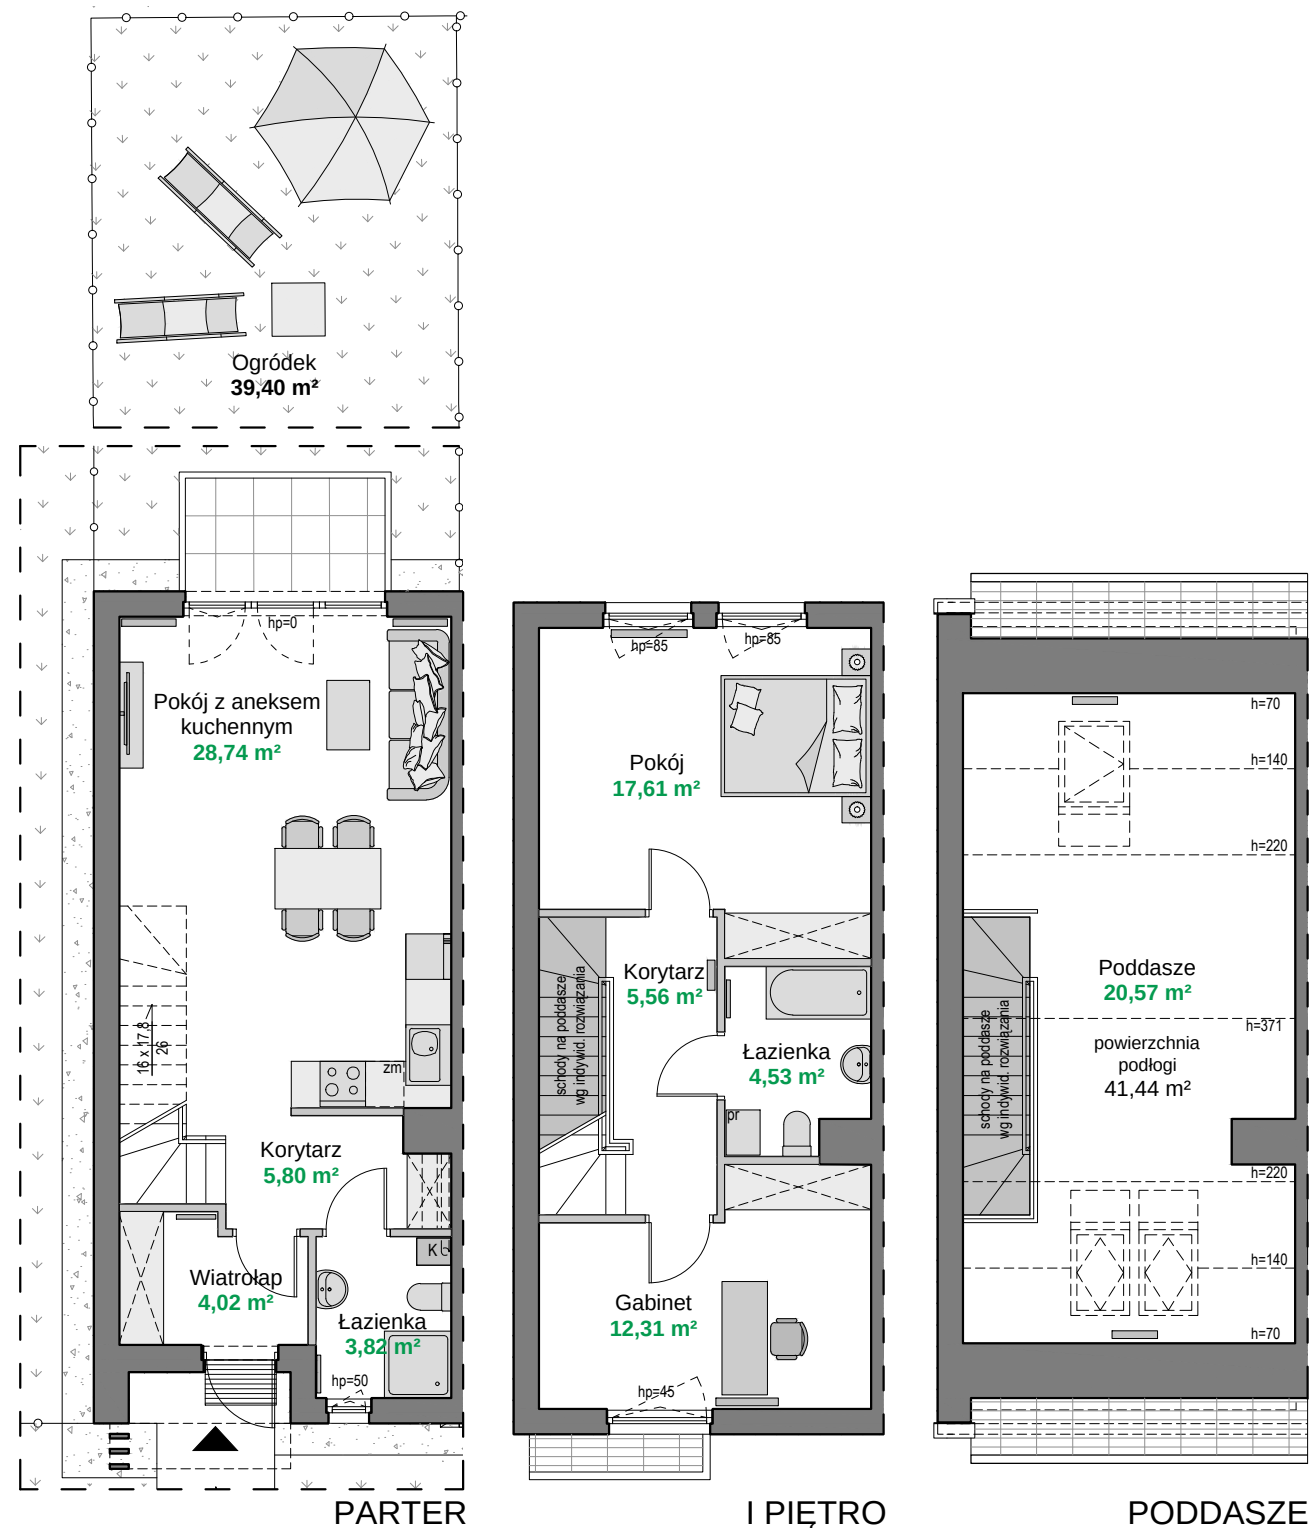 Ogródek
39,40 m²
hp=0
Pokój z aneksem
kuchennym
28,74 m²
16 x 17,8
26
zm
Korytarz
5,80 m²
K
Wiatrołap
4,02 m²
Łazienka
3,82 m²
hp=50
PARTER
hp=85
hp=85
Pokój
17,61 m²
schody na poddasze
wg indywid. rozwiązania
Korytarz
5,56 m²
Łazienka
4,53 m²
pr
Gabinet
12,31 m²
hp=45
I PIĘTRO
h=70
h=140
h=220
Poddasze
20,57 m²
h=371
powierzchnia
podłogi
41,44 m²
schody na poddasze
wg indywid. rozwiązania
h=220
h=140
h=70
PODDASZE